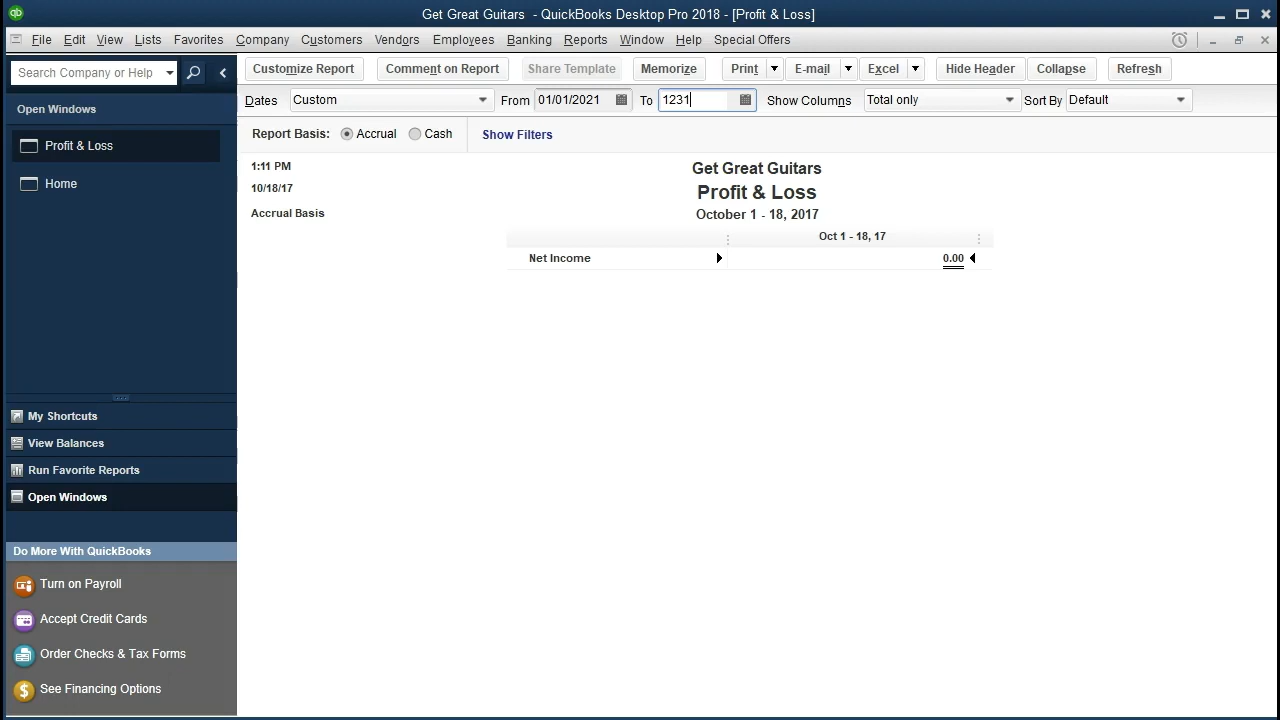 qb Get Great Guitars - QuickBooks Desktop Pro 2018 - [Profit & Loss]
File Edit View Lists Favorites Company Customers Vendors Employees Banking Reports Window Help Special Offers
Search Company or Help
Customize Report Comment on Report Share Template Memorize Print E-mail Excel Hide Header Collapse Refresh
Dates Custom From 01/01/2021 To 1231 Show Columns Total only Sort By Default
Open Windows
Profit & Loss
Home
Report Basis: Accrual Cash Show Filters
1:11 PM
10/18/17
Accrual Basis
Get Great Guitars
Profit & Loss
October 1 - 18, 2017
Oct 1 - 18, 17
Net Income 0.00
My Shortcuts
View Balances
Run Favorite Reports
Open Windows
Do More With QuickBooks
Turn on Payroll
Accept Credit Cards
Order Checks & Tax Forms
$ See Financing Options